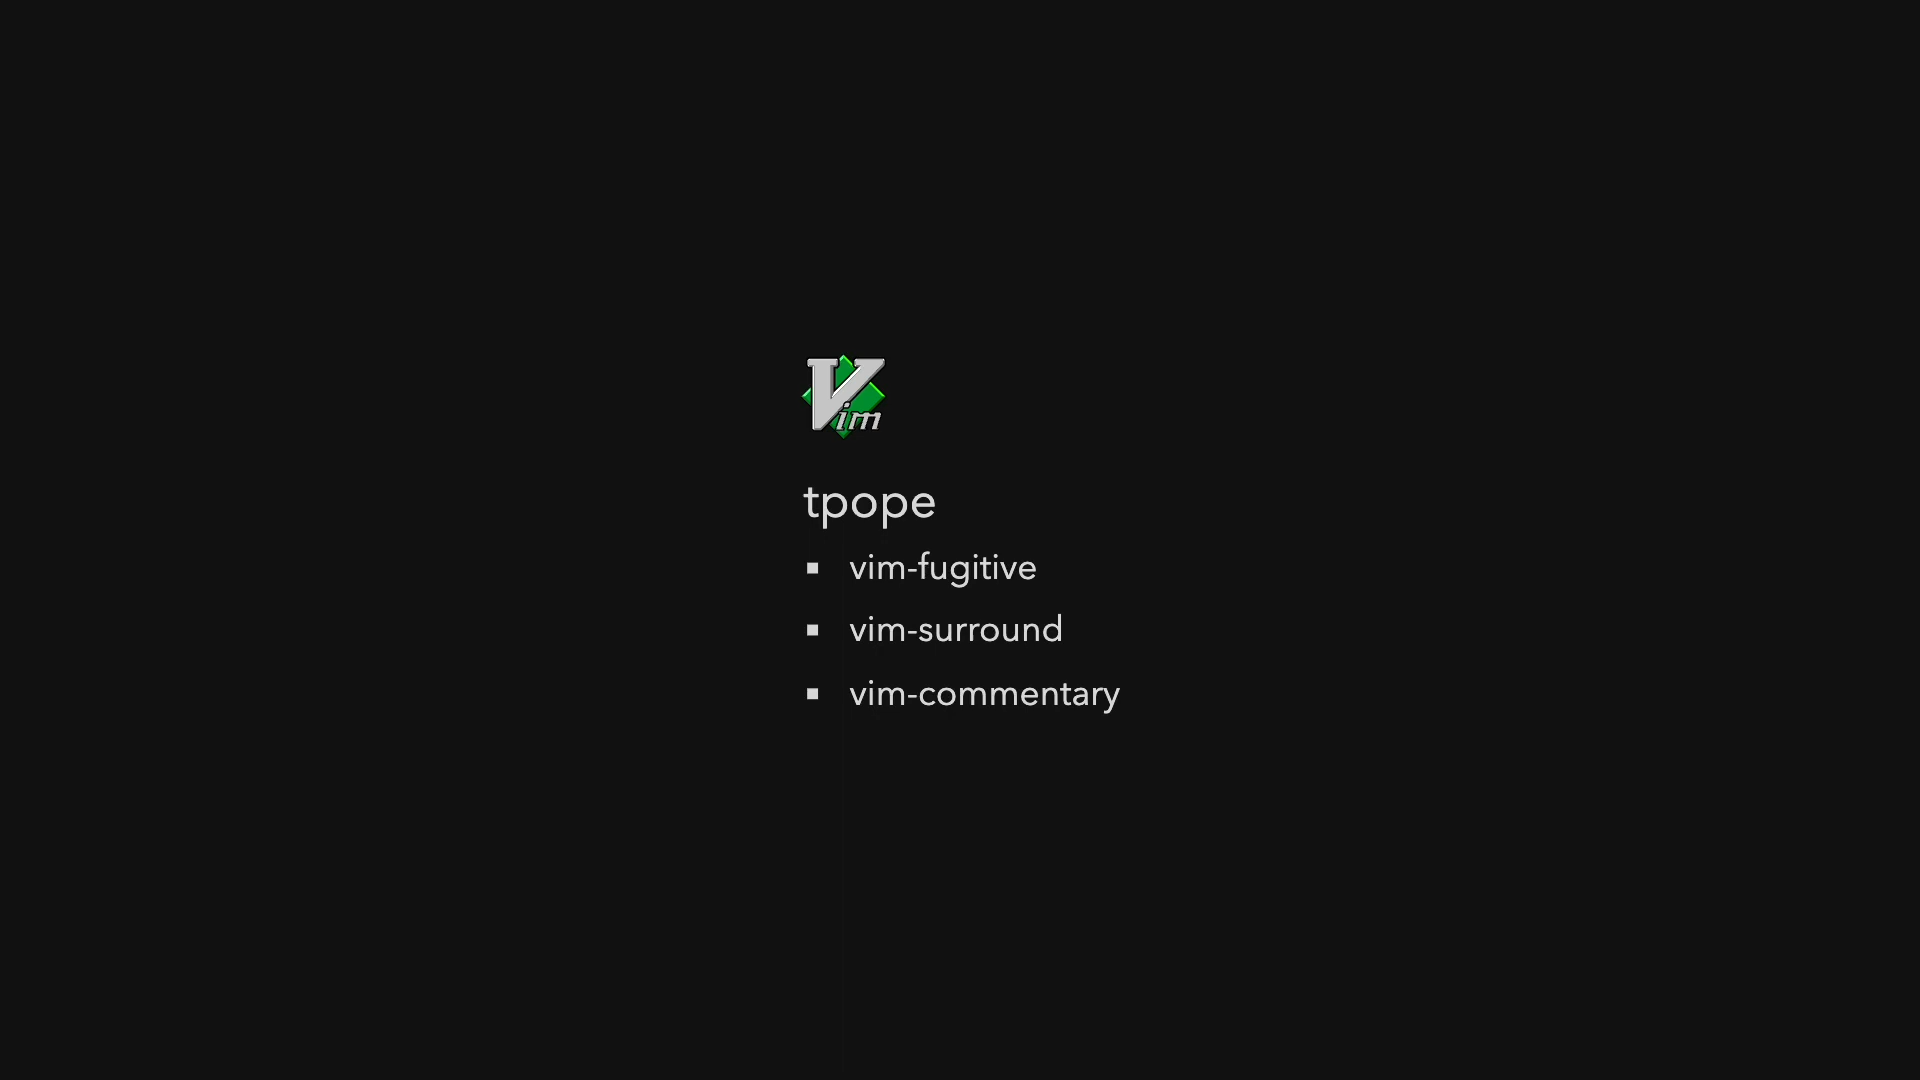 Vim
tpope
▪ vim-fugitive
▪ vim-surround
▪ vim-commentary